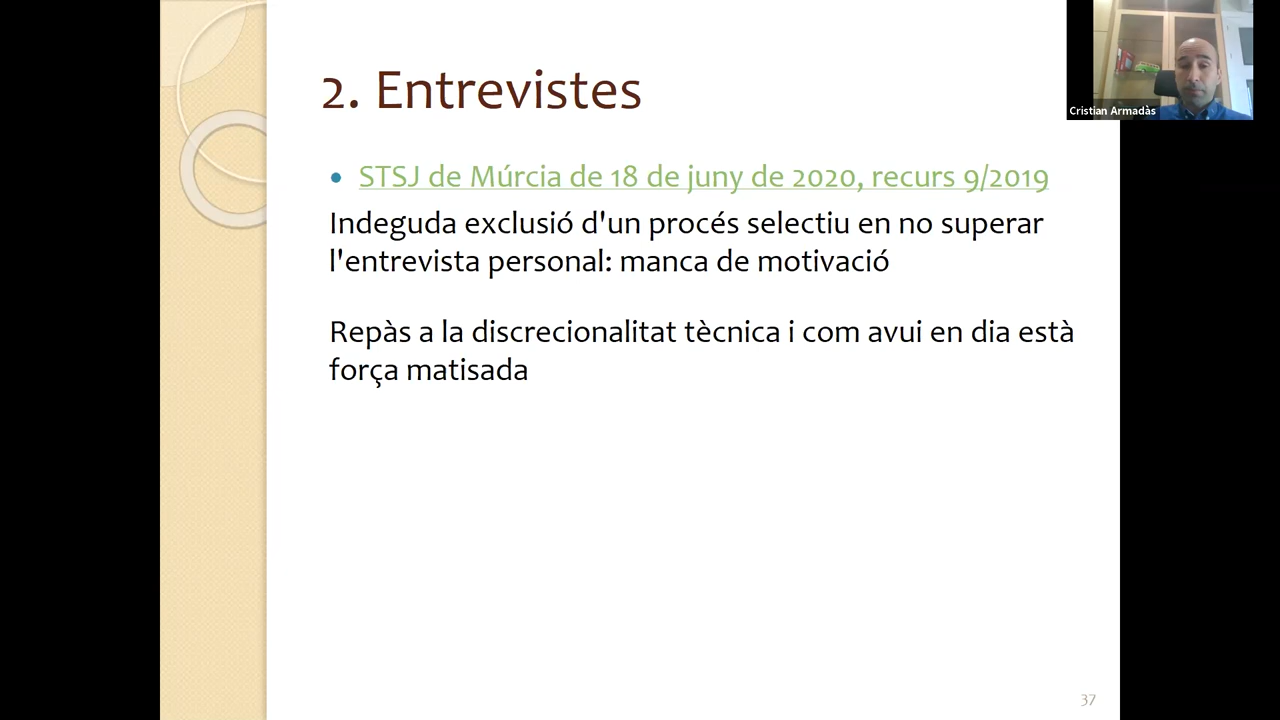 2. Entrevistes
Cristian Armadàs
• STSJ de Múrcia de 18 de juny de 2020, recurs 9/2019
Indeguda exclusió d'un procés selectiu en no superar
l'entrevista personal: manca de motivació
Repàs a la discrecionalitat tècnica i com avui en dia està
força matisada
37